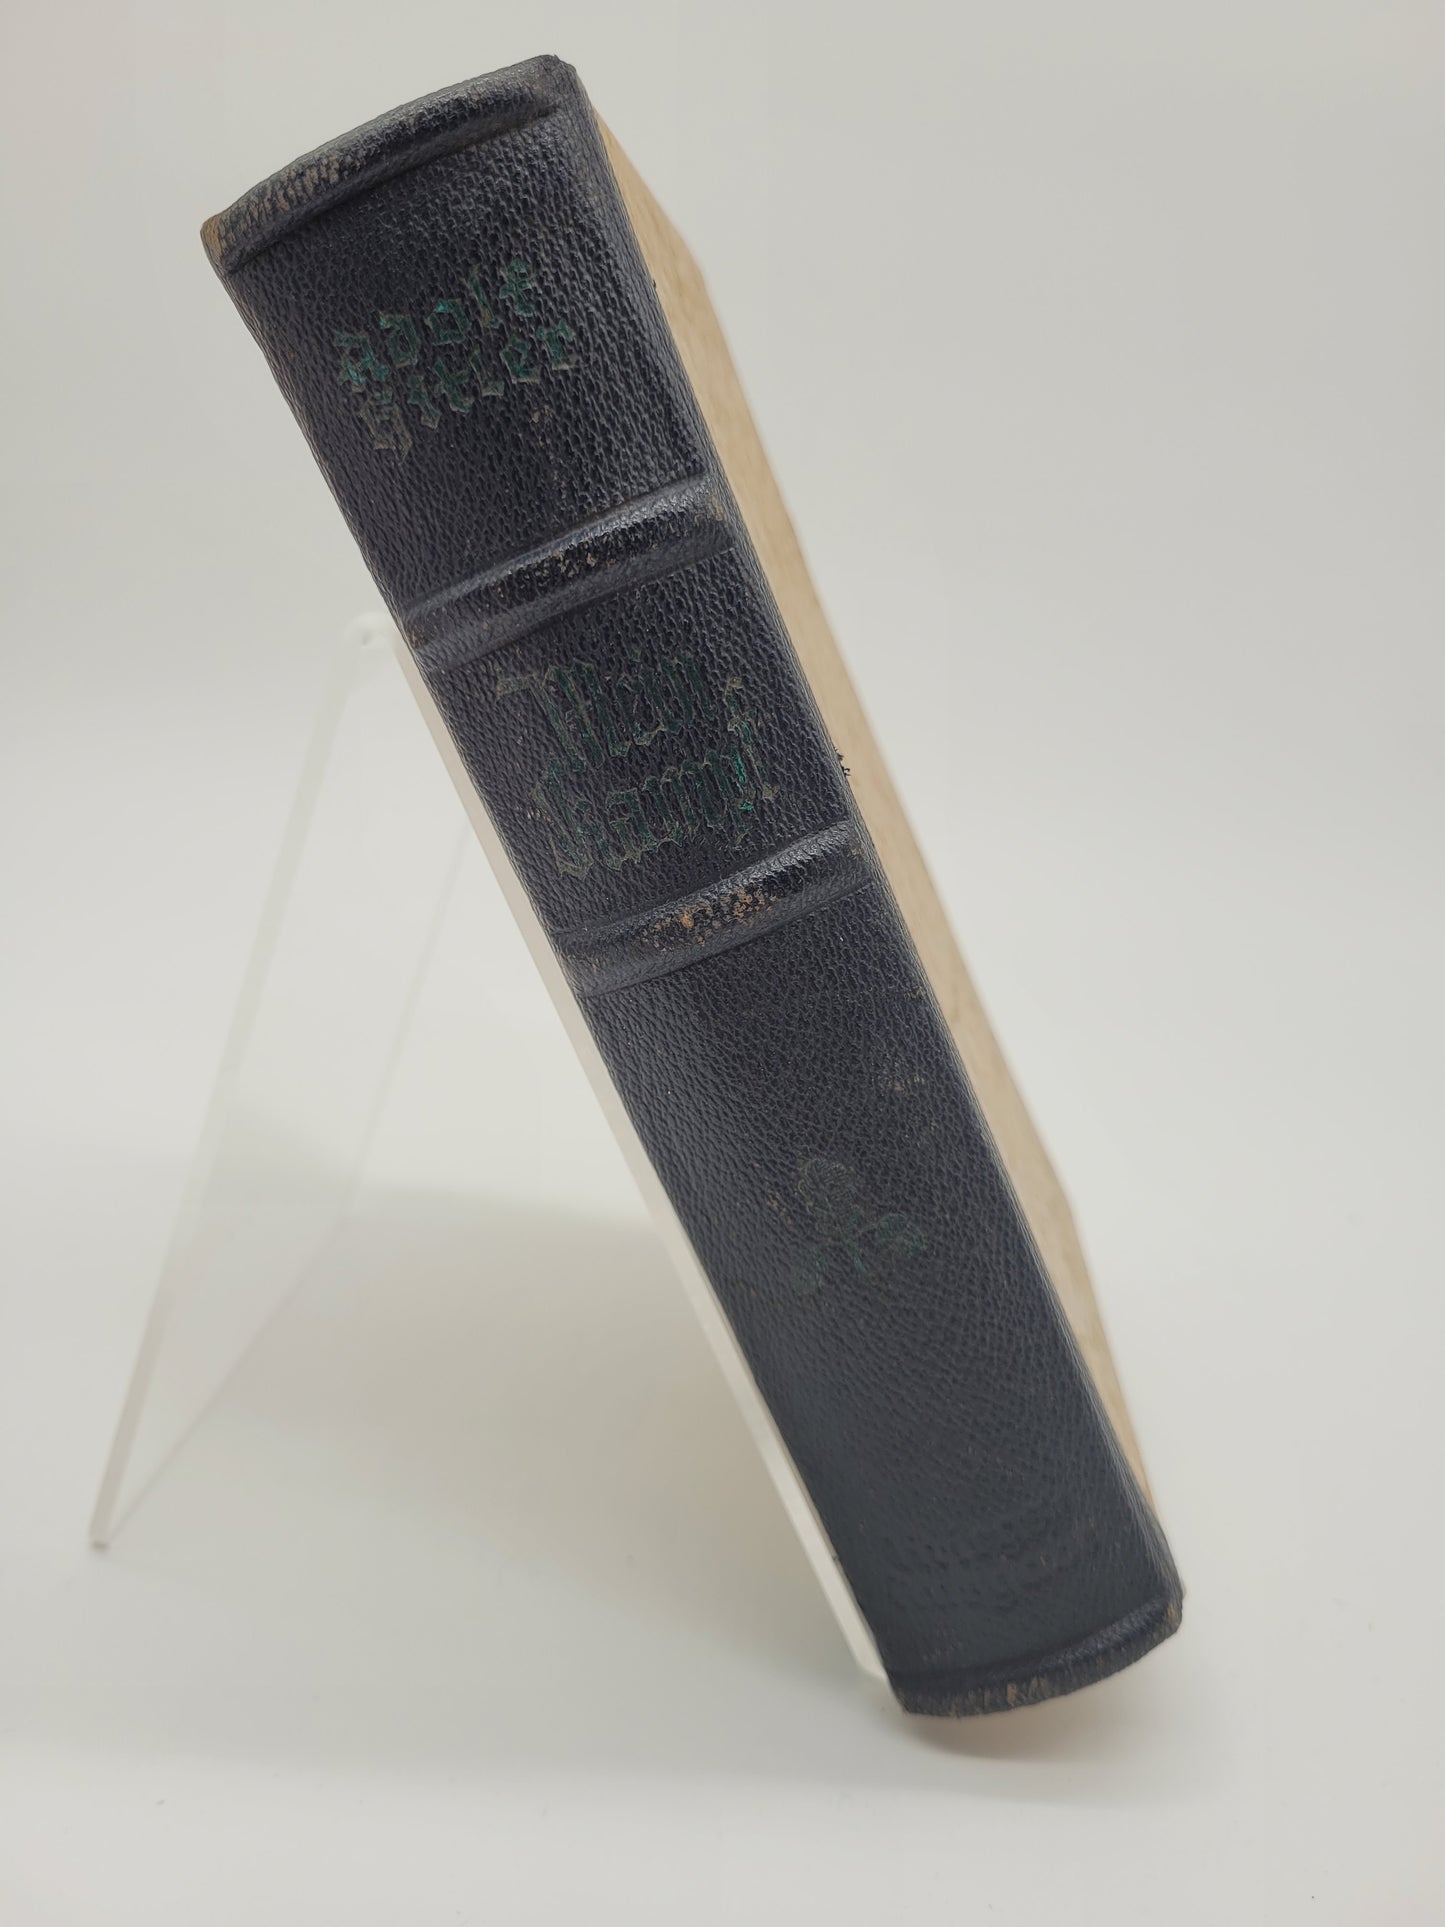 Adolf
Hitler
Mein
Kampf